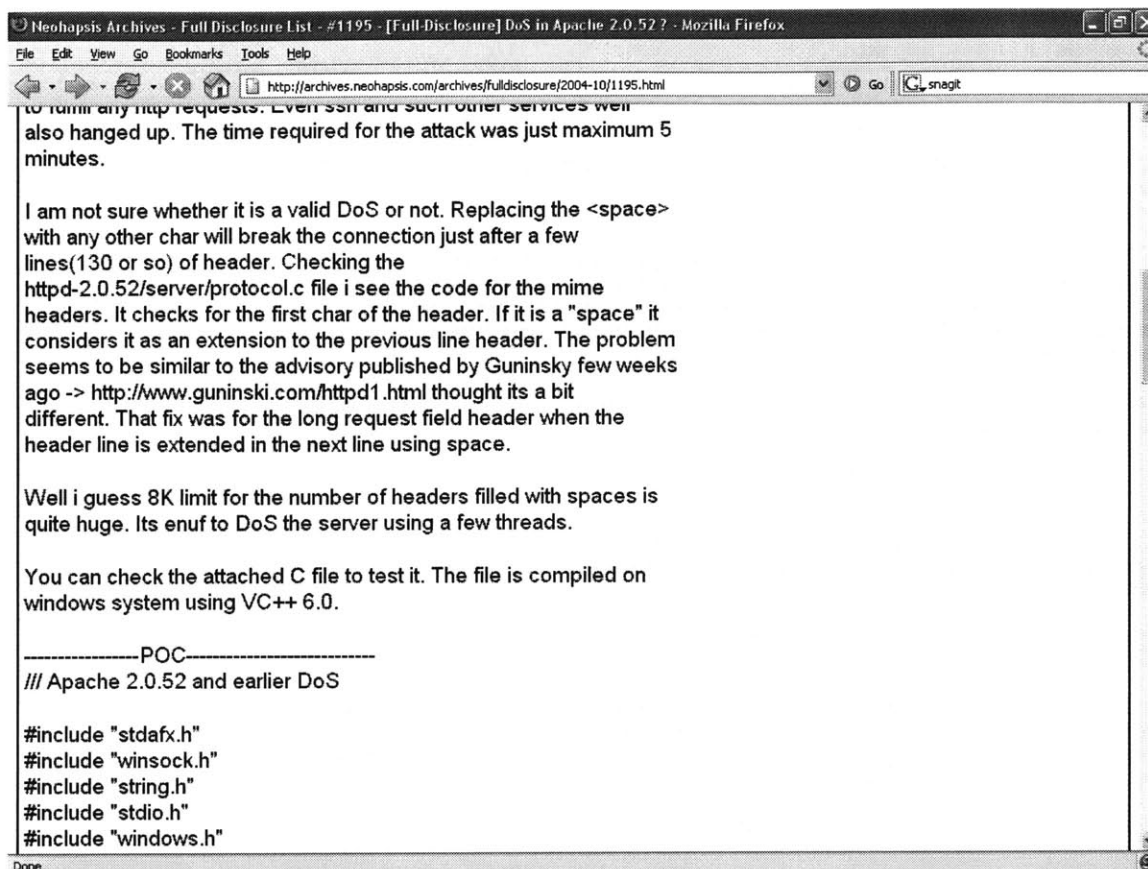 Neohapsis Archives - Full Disclosure List - #1195 - [Full-Disclosure] DoS in Apache 2.0.52 ? - Mozilla Firefox
File Edit View Go Bookmarks Tools Help
http://archives.neohapsis.com/archives/fulldisclosure/2004-10/1195.html Go snagit
to fulfill any http requests. Even ssh and such other services well
also hanged up. The time required for the attack was just maximum 5
minutes.
I am not sure whether it is a valid DoS or not. Replacing the <space>
with any other char will break the connection just after a few
lines(130 or so) of header. Checking the
httpd-2.0.52/server/protocol.c file i see the code for the mime
headers. It checks for the first char of the header. If it is a "space" it
considers it as an extension to the previous line header. The problem
seems to be similar to the advisory published by Guninsky few weeks
ago -> http://www.guninski.com/httpd1.html thought its a bit
different. That fix was for the long request field header when the
header line is extended in the next line using space.
Well i guess 8K limit for the number of headers filled with spaces is
quite huge. Its enuf to DoS the server using a few threads.
You can check the attached C file to test it. The file is compiled on
windows system using VC++ 6.0.
-----------------POC----------------------------
/// Apache 2.0.52 and earlier DoS
#include "stdafx.h"
#include "winsock.h"
#include "string.h"
#include "stdio.h"
#include "windows.h"
Done